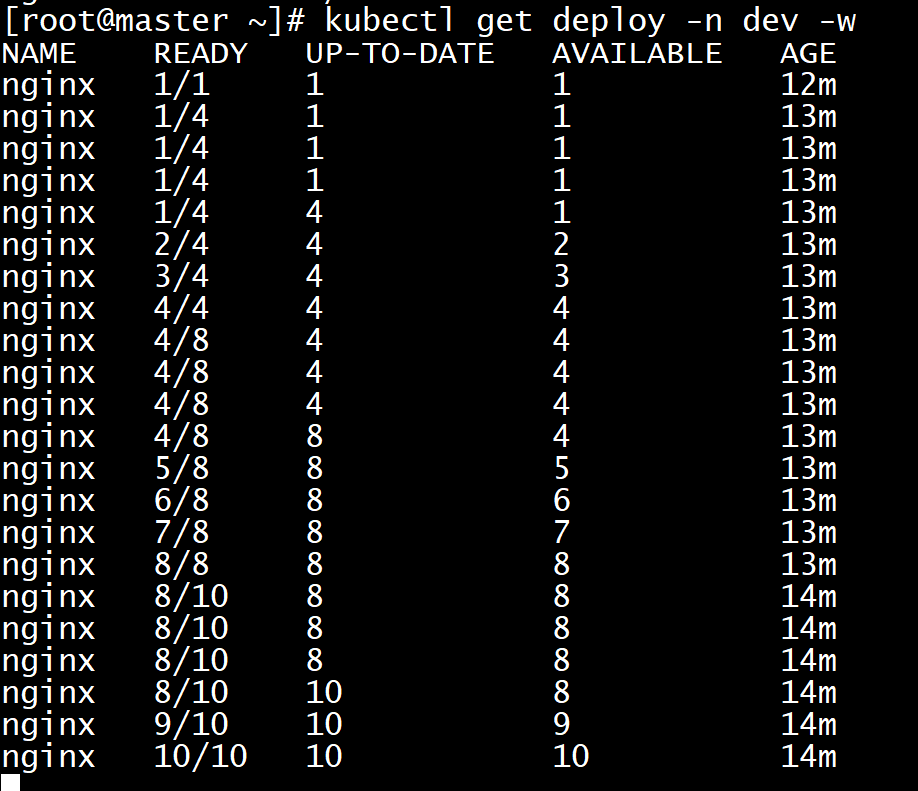 [root@master ~]# kubectl get deploy -n dev -w
NAME READY UP-TO-DATE AVAILABLE AGE
nginx 1/1 1 1 12m
nginx 1/4 1 1 13m
nginx 1/4 1 1 13m
nginx 1/4 1 1 13m
nginx 1/4 4 1 13m
nginx 2/4 4 2 13m
nginx 3/4 4 3 13m
nginx 4/4 4 4 13m
nginx 4/8 4 4 13m
nginx 4/8 4 4 13m
nginx 4/8 4 4 13m
nginx 4/8 8 4 13m
nginx 5/8 8 5 13m
nginx 6/8 8 6 13m
nginx 7/8 8 7 13m
nginx 8/8 8 8 13m
nginx 8/10 8 8 14m
nginx 8/10 8 8 14m
nginx 8/10 8 8 14m
nginx 8/10 10 8 14m
nginx 9/10 10 9 14m
nginx 10/10 10 10 14m